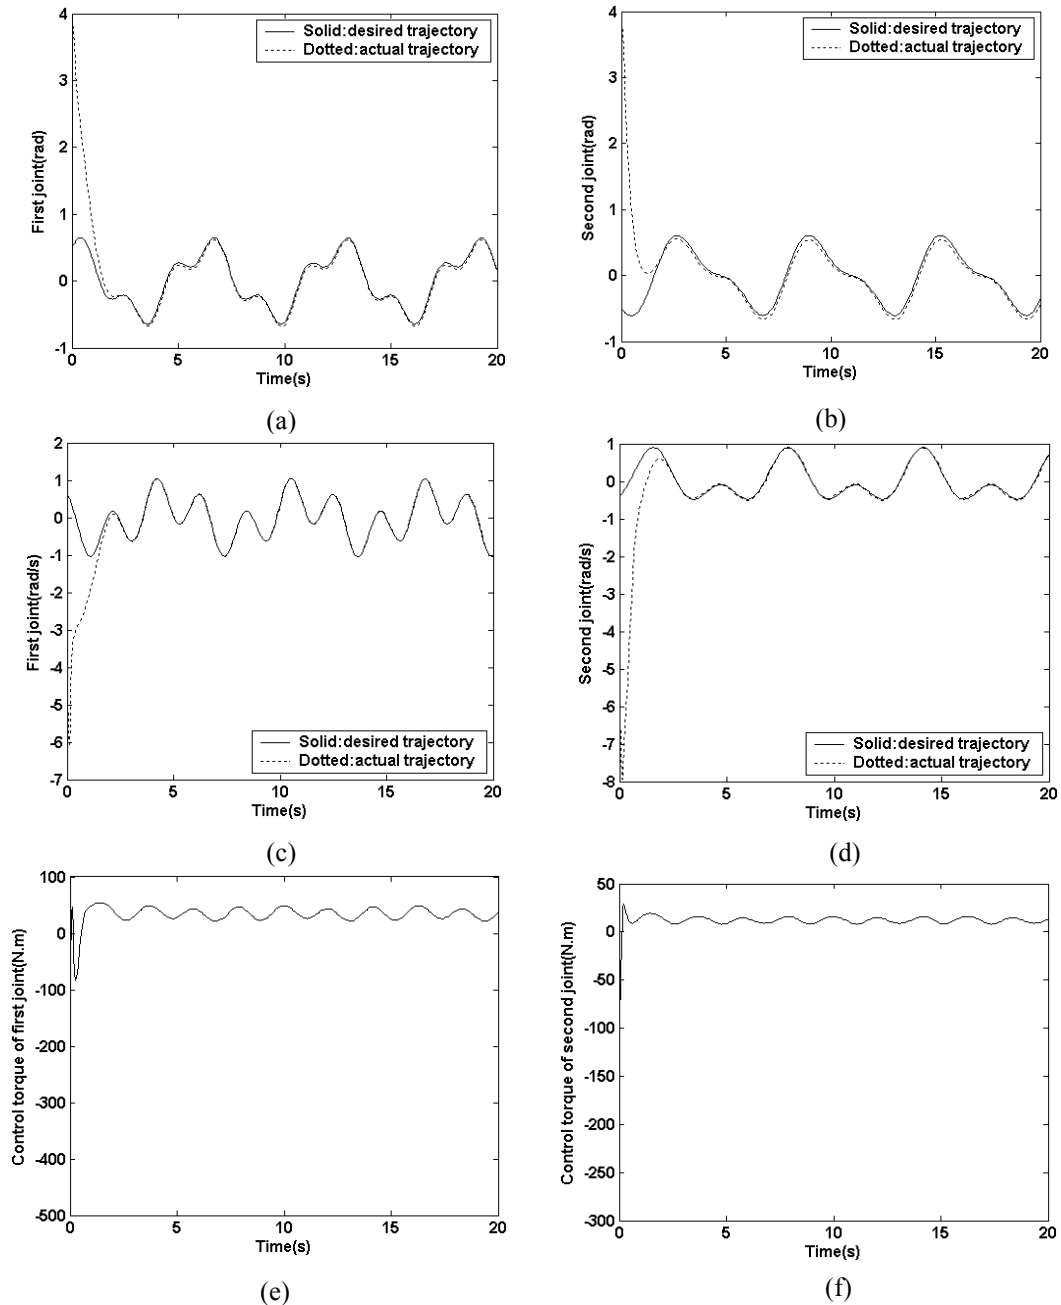 4
3
2
1
0
-1
0
5
10
15
20
First joint(rad)
Time(s)
Solid:desired trajectory
Dotted:actual trajectory
(a)
4
3
2
1
0
-1
0
5
10
15
20
Second joint(rad)
Time(s)
Solid:desired trajectory
Dotted:actual trajectory
(b)
2
1
0
-1
-2
-3
-4
-5
-6
-7
0
5
10
15
20
First joint(rad/s)
Time(s)
Solid:desired trajectory
Dotted:actual trajectory
(c)
1
0
-1
-2
-3
-4
-5
-6
-7
-8
0
5
10
15
20
Second joint(rad/s)
Time(s)
Solid:desired trajectory
Dotted:actual trajectory
(d)
100
0
-100
-200
-300
-400
-500
0
5
10
15
20
Control torque of first joint(N.m)
Time(s)
(e)
50
0
-50
-100
-150
-200
-250
-300
0
5
10
15
20
Control torque of second joint(N.m)
Time(s)
(f)